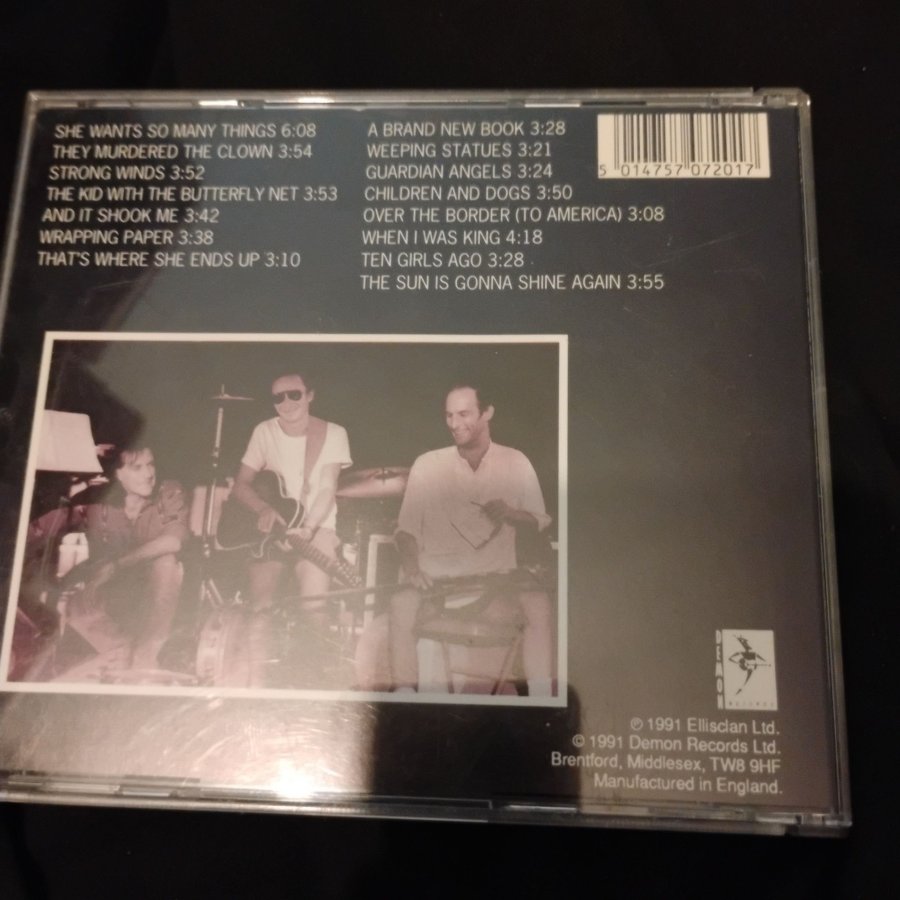 SHE WANTS SO MANY THINGS 6:08
THEY MURDERED THE CLOWN 3:54
STRONG WINDS 3:52
THE KID WITH THE BUTTERFLY NET 3:53
AND IT SHOOK ME 3:42
WRAPPING PAPER 3:38
THAT'S WHERE SHE ENDS UP 3:10
A BRAND NEW BOOK 3:28
WEEPING STATUES 3:21
GUARDIAN ANGELS 3:24
CHILDREN AND DOGS 3:50
OVER THE BORDER (TO AMERICA) 3:08
WHEN I WAS KING 4:18
TEN GIRLS AGO 3:28
THE SUN IS GONNA SHINE AGAIN 3:55
5 014757 072017
DEMON
RECORDS
℗ 1991 Ellisclan Ltd.
© 1991 Demon Records Ltd.
Brentford, Middlesex, TW8 9HF
Manufactured in England.